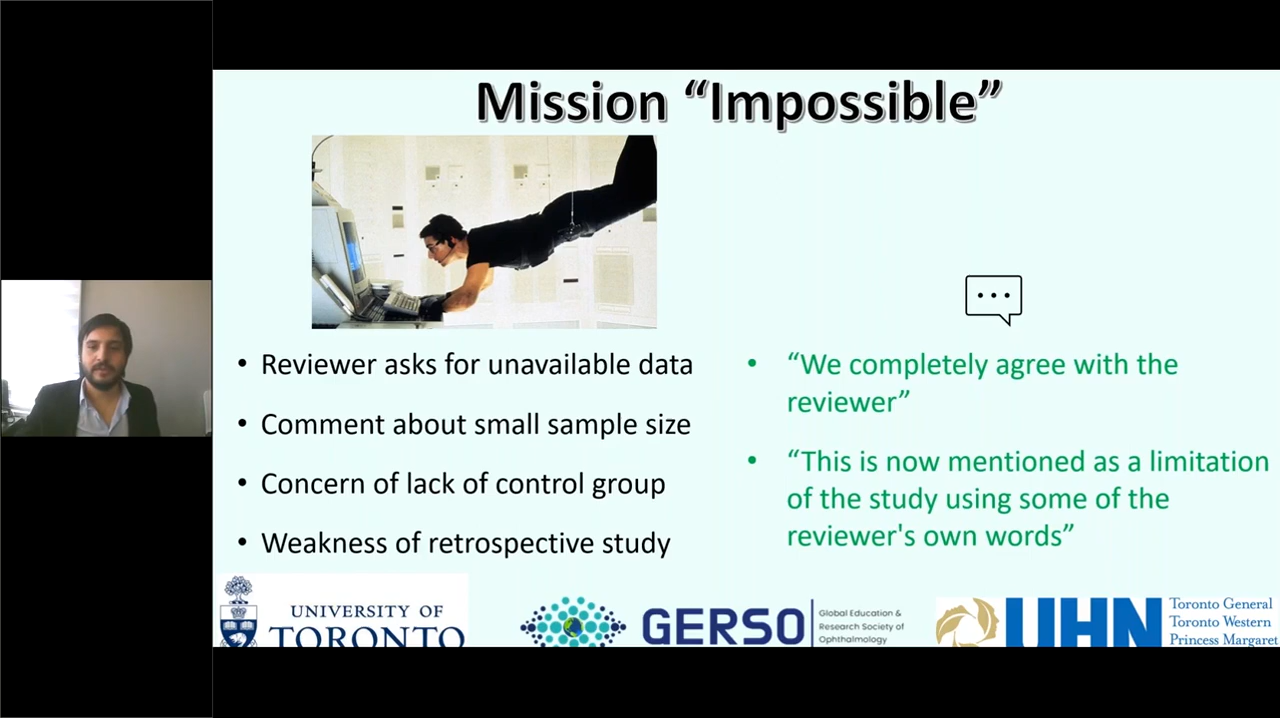 Mission “Impossible”
• Reviewer asks for unavailable data
• Comment about small sample size
• Concern of lack of control group
• Weakness of retrospective study
• “We completely agree with the
reviewer”
• “This is now mentioned as a limitation
of the study using some of the
reviewer's own words”
UNIVERSITY OF
TORONTO
GERSO
Global Education &
Research Society of
Ophthalmology
UHN
Toronto General
Toronto Western
Princess Margaret